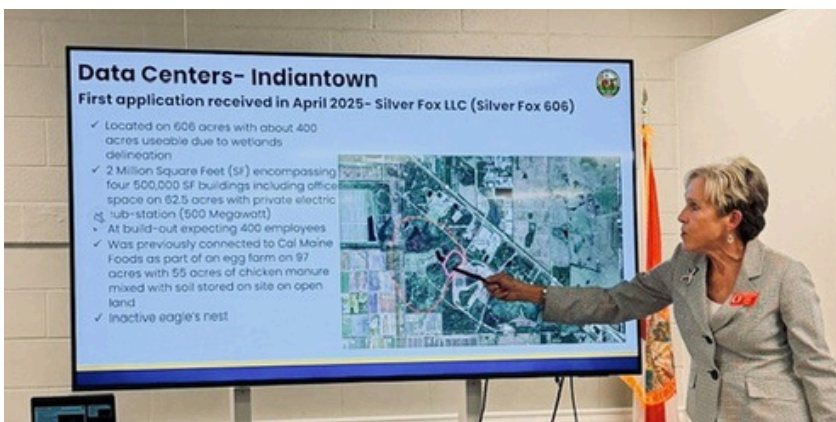 Data Centers- Indiantown
First application received in April 2025- Silver Fox LLC (Silver Fox 606)
✓ Located on 606 acres with about 400
acres useable due to wetlands
delineation
✓ 2 Million Square Feet (SF) encompassing
four 500,000 SF buildings including office
space on 62.5 acres with private electric
sub-station (500 Megawatt)
At build-out expecting 400 employees
✓ Was previously connected to Cal Maine
Foods as part of an egg farm on 97
acres with 55 acres of chicken manure
mixed with soil stored on site on open
land
✓ Inactive eagle's nest